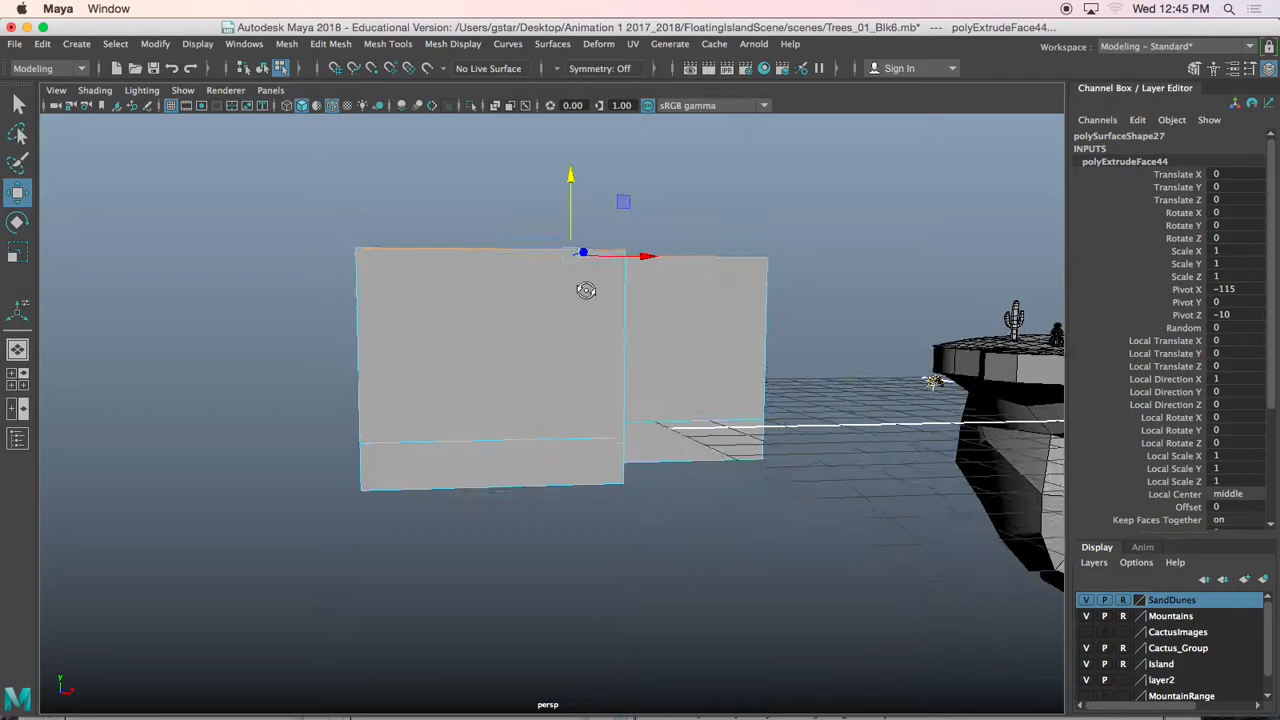 Maya Window Wed 12:45 PM
Autodesk Maya 2018 - Educational Version: /Users/gstar/Desktop/Animation 1 2017_2018/FloatingIslandScene/scenes/Trees_01_Blk6.mb* --- polyExtrudeFace44...
File Edit Create Select Modify Display Windows Mesh Edit Mesh Mesh Tools Mesh Display Curves Surfaces Deform UV Generate Cache Arnold Help Workspace : Modeling - Standard*
Modeling No Live Surface Symmetry: Off Sign In
View Shading Lighting Show Renderer Panels Channel Box / Layer Editor
0.00 1.00 sRGB gamma
Channels Edit Object Show
polySurfaceShape27
INPUTS
polyExtrudeFace44
Translate X 0
Translate Y 0
Translate Z 0
Rotate X 0
Rotate Y 0
Rotate Z 0
Scale X 1
Scale Y 1
Scale Z 1
Pivot X -115
Pivot Y 0
Pivot Z -10
Random 0
Local Translate X 0
Local Translate Y 0
Local Translate Z 0
Local Direction X 1
Local Direction Y 0
Local Direction Z 0
Local Rotate X 0
Local Rotate Y 0
Local Rotate Z 0
Local Scale X 1
Local Scale Y 1
Local Scale Z 1
Local Center middle
Offset 0
Keep Faces Together on
Display Anim
Layers Options Help
V P R SandDunes
V P R Mountains
CactusImages
V P R Cactus_Group
V P R Island
V P layer2
MountainRange
y
x
persp